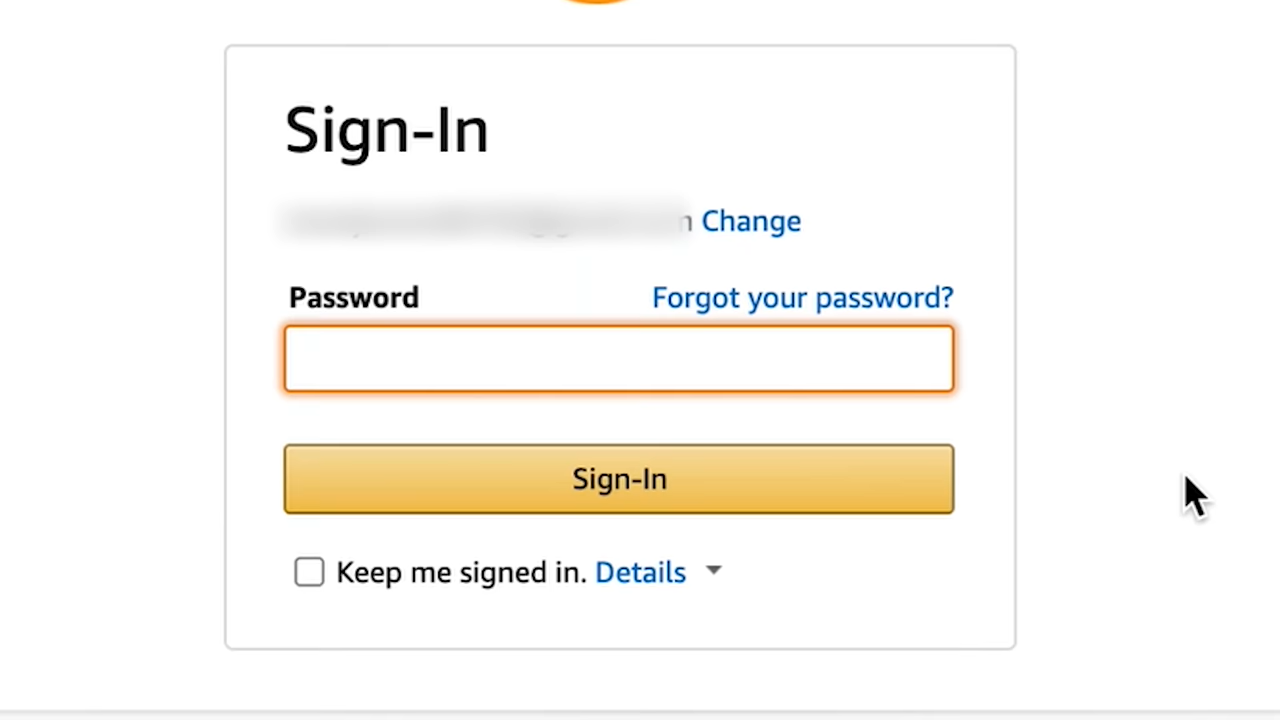 Sign-In
Change
Password
Forgot your password?
Sign-In
Keep me signed in. Details